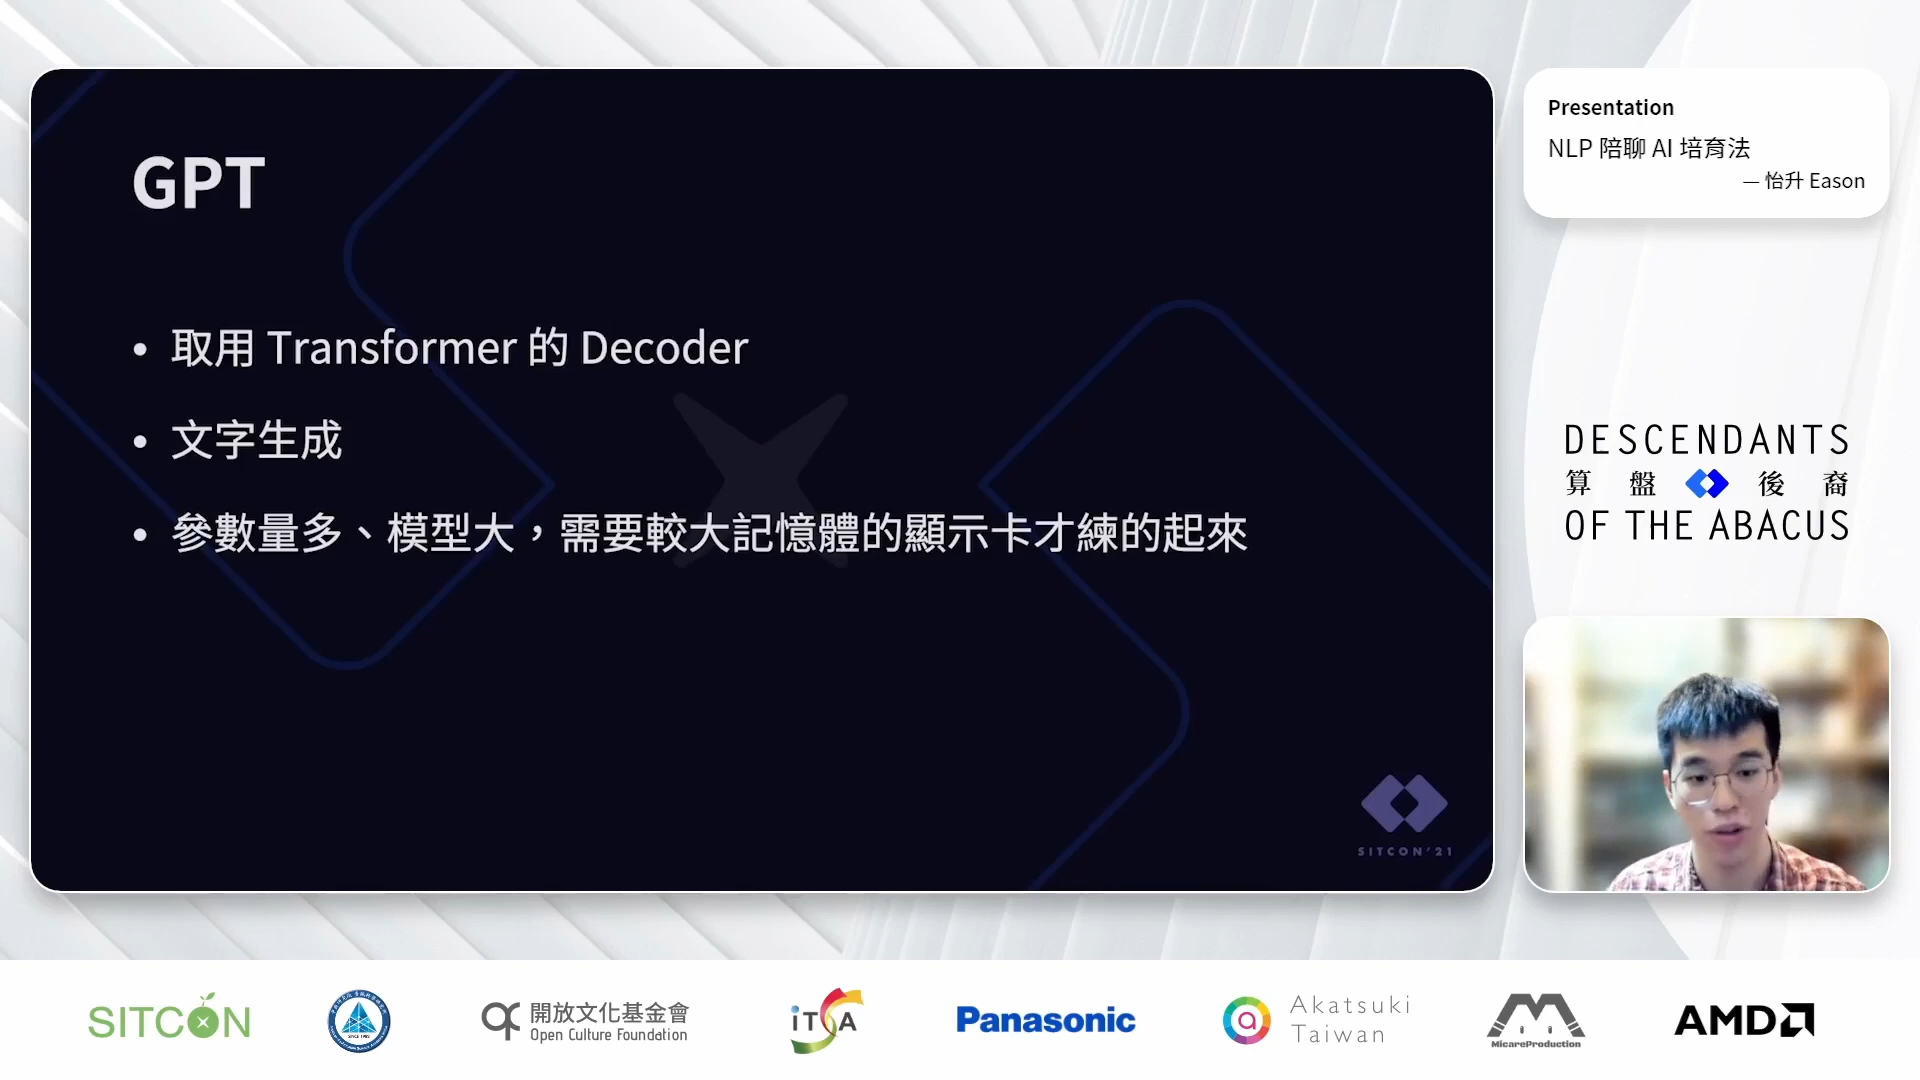 GPT
• 取用 Transformer 的 Decoder
• 文字生成
• 參數量多、模型大，需要較大記憶體的顯示卡才練的起來
SITCON'21
Presentation
NLP 陪聊 AI 培育法
— 怡升 Eason
DESCENDANTS
算盤後裔
OF THE ABACUS
SITCON
開放文化基金會
Open Culture Foundation
iTSA
Panasonic
Akatsuki
Taiwan
MicareProduction
AMD